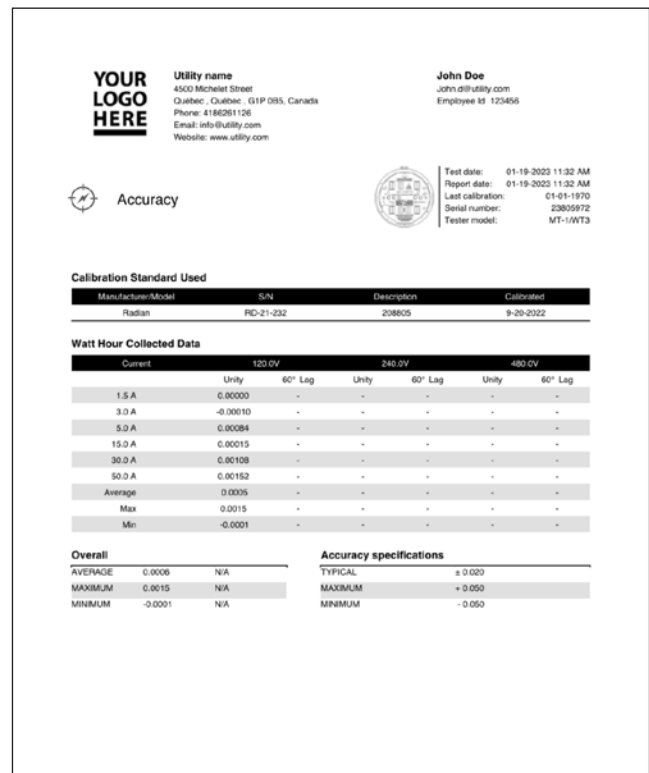 YOUR
LOGO
HERE
Utility name
4500 Michelet Street
Québec , Québec , G1P 0B5, Canada
Phone: 4186261126
Email: info@utility.com
Website: www.utility.com
John Doe
John.d@utility.com
Employee Id 123456
Accuracy
Test date: 01-19-2023 11:32 AM
Report date: 01-19-2023 11:32 AM
Last calibration: 01-01-1970
Serial number: 23805972
Tester model: MT-1/WT3
Calibration Standard Used
Manufacturer/Model S/N Description Calibrated
Radian RD-21-232 208805 9-20-2022
Watt Hour Collected Data
Current 120.0V 240.0V 480.0V
Unity 60° Lag Unity 60° Lag Unity 60° Lag
1.5 A 0.00000 - - - - -
3.0 A -0.00010 - - - - -
5.0 A 0.00084 - - - - -
15.0 A 0.00015 - - - - -
30.0 A 0.00108 - - - - -
50.0 A 0.00152 - - - - -
Average 0.0005 - - - - -
Max 0.0015 - - - - -
Min -0.0001 - - - - -
Overall
AVERAGE 0.0006 N/A
MAXIMUM 0.0015 N/A
MINIMUM -0.0001 N/A
Accuracy specifications
TYPICAL ± 0.020
MAXIMUM + 0.050
MINIMUM - 0.050